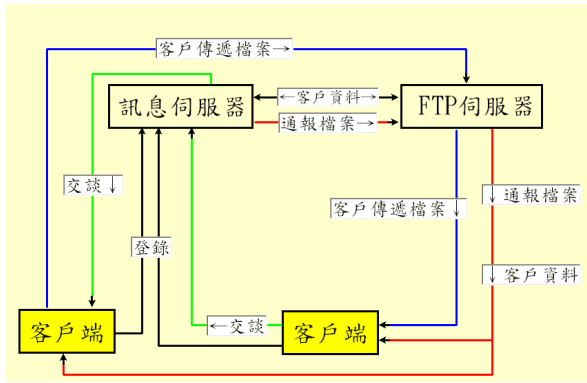 客戶傳遞檔案→
←客戶資料→
訊息伺服器
FTP伺服器
通報檔案→
交談↓
↓通報檔案
客戶傳遞檔案↓
登錄
↓客戶資料
客戶端
←交談
客戶端